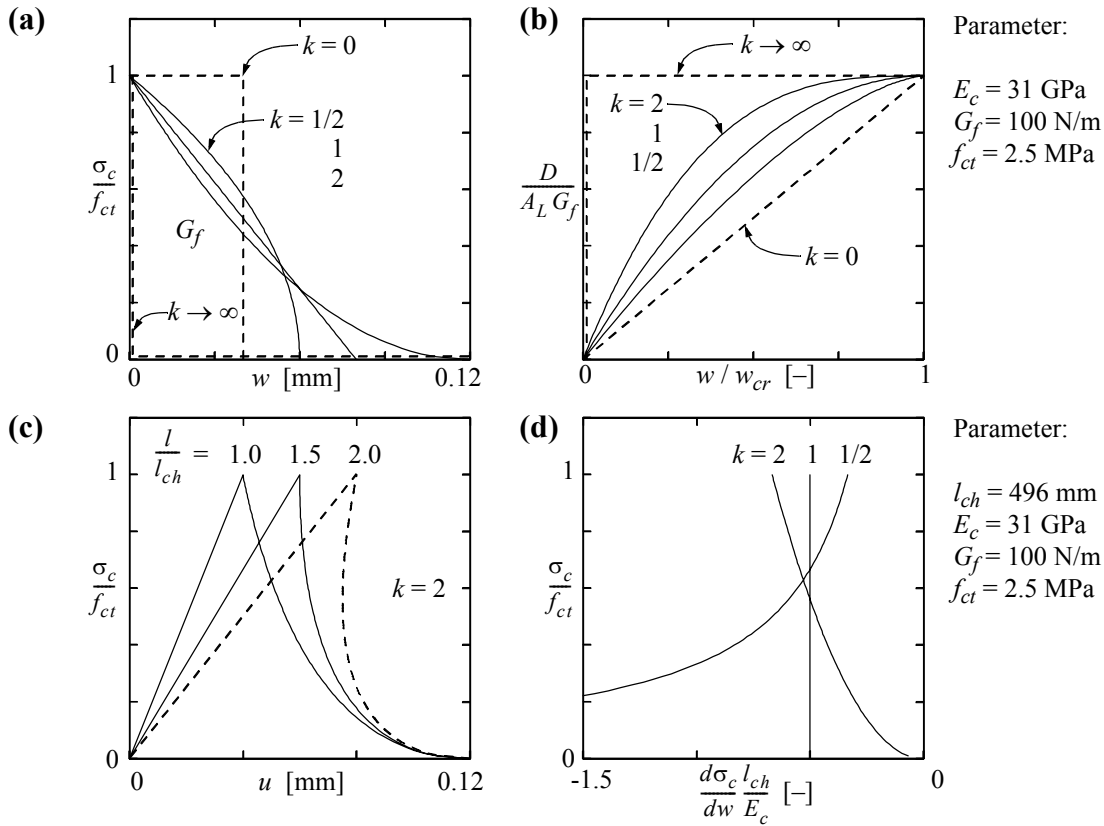 (a)
k = 0
1
k = 1/2
1
2
σc
fct
Gf
k → ∞
0
0
w [mm]
0.12
(b)
k → ∞
k = 2
1
1/2
D
AL Gf
k = 0
0
w / wcr [–]
1
Parameter:
Ec = 31 GPa
Gf = 100 N/m
fct = 2.5 MPa
(c)
l
lch
= 1.0 1.5 2.0
1
σc
fct
k = 2
0
0
u [mm]
0.12
(d)
k = 2 1 1/2
1
σc
fct
0
-1.5
dσc lch
dw Ec
[–]
0
Parameter:
lch = 496 mm
Ec = 31 GPa
Gf = 100 N/m
fct = 2.5 MPa